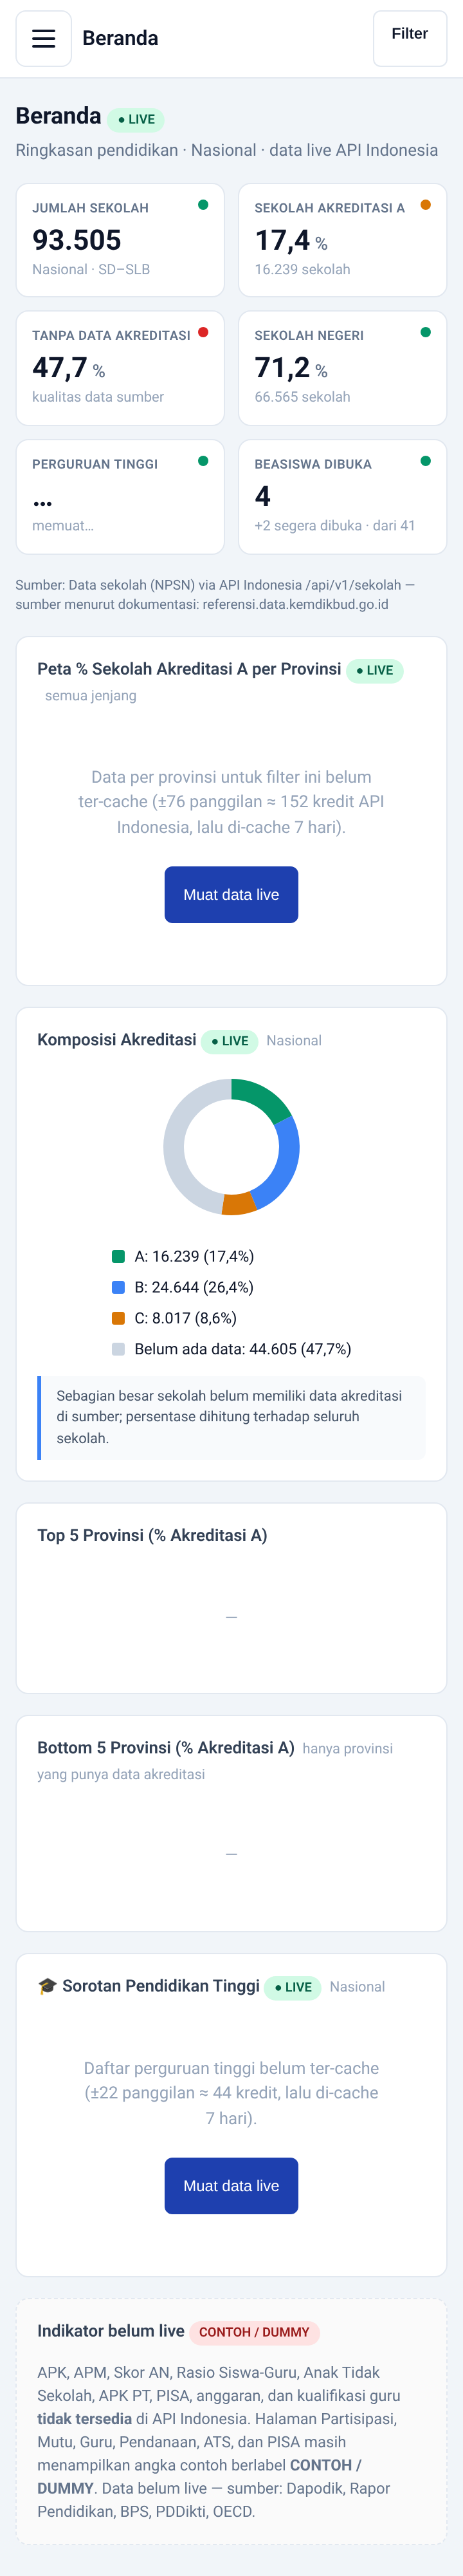 Beranda
Filter
Beranda ● LIVE
Ringkasan pendidikan · Nasional · data live API Indonesia
JUMLAH SEKOLAH
93.505
Nasional · SD–SLB
SEKOLAH AKREDITASI A
17,4 %
16.239 sekolah
TANPA DATA AKREDITASI
47,7 %
kualitas data sumber
SEKOLAH NEGERI
71,2 %
66.565 sekolah
PERGURUAN TINGGI
…
memuat…
BEASISWA DIBUKA
4
+2 segera dibuka · dari 41
Sumber: Data sekolah (NPSN) via API Indonesia /api/v1/sekolah —
sumber menurut dokumentasi: referensi.data.kemdikbud.go.id
Peta % Sekolah Akreditasi A per Provinsi ● LIVE
semua jenjang
Data per provinsi untuk filter ini belum
ter-cache (±76 panggilan ≈ 152 kredit API
Indonesia, lalu di-cache 7 hari).
Muat data live
Komposisi Akreditasi ● LIVE Nasional
A: 16.239 (17,4%)
B: 24.644 (26,4%)
C: 8.017 (8,6%)
Belum ada data: 44.605 (47,7%)
Sebagian besar sekolah belum memiliki data akreditasi
di sumber; persentase dihitung terhadap seluruh
sekolah.
Top 5 Provinsi (% Akreditasi A)
—
Bottom 5 Provinsi (% Akreditasi A) hanya provinsi
yang punya data akreditasi
—
🎓 Sorotan Pendidikan Tinggi ● LIVE Nasional
Daftar perguruan tinggi belum ter-cache
(±22 panggilan ≈ 44 kredit, lalu di-cache
7 hari).
Muat data live
Indikator belum live CONTOH / DUMMY
APK, APM, Skor AN, Rasio Siswa-Guru, Anak Tidak
Sekolah, APK PT, PISA, anggaran, dan kualifikasi guru
tidak tersedia di API Indonesia. Halaman Partisipasi,
Mutu, Guru, Pendanaan, ATS, dan PISA masih
menampilkan angka contoh berlabel CONTOH /
DUMMY. Data belum live — sumber: Dapodik, Rapor
Pendidikan, BPS, PDDikti, OECD.